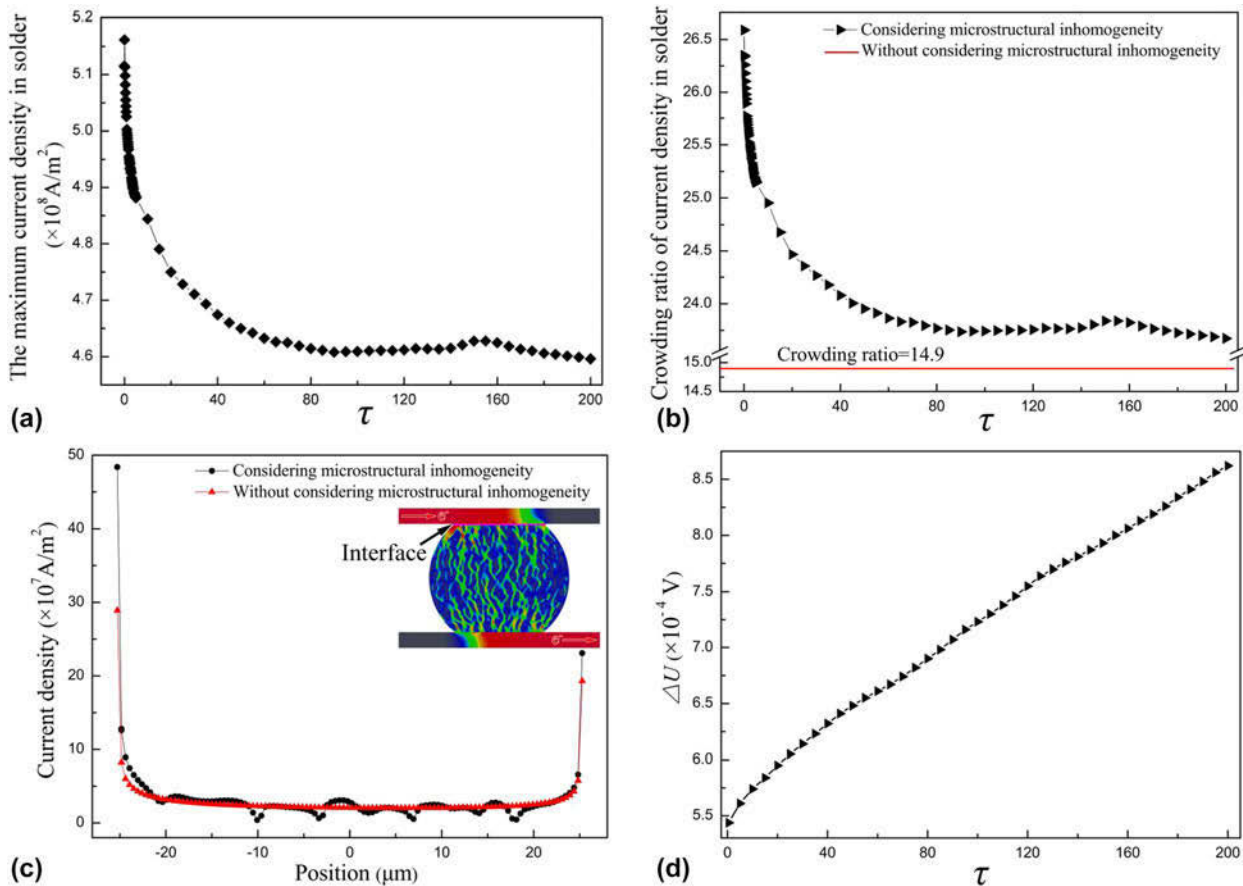 The maximum current density in solder
(×10⁸A/m²)
5.2
5.1
5.0
4.9
4.8
4.7
4.6
0 40 80 120 160 200
τ
(a)
Crowding ratio of current density in solder
26.5
26.0
25.5
25.0
24.5
24.0
23.50
15.0
14.5
Considering microstructural inhomogeneity
Without considering microstructural inhomogeneity
Crowding ratio=14.9
0 40 80 120 160 200
τ
(b)
Current density (×10⁷A/m²)
50
40
30
20
10
0
Considering microstructural inhomogeneity
Without considering microstructural inhomogeneity
e⁻
Interface
e⁻
-20 -10 0 10 20
Position (μm)
(c)
ΔU (×10⁻⁴ V)
8.5
8.0
7.5
7.0
6.5
6.0
5.5
0 40 80 120 160 200
τ
(d)